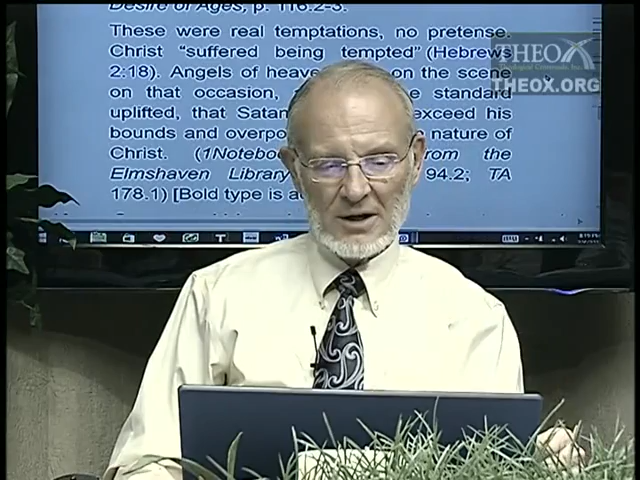 Desire of Ages, p. 116.2-3.
These were real temptations, no pretense.
Christ "suffered being tempted" (Hebrews
2:18). Angels of heave on the scene
on that occasion, e standard
uplifted, that Satan exceed his
bounds and overpo e nature of
Christ. (1Notebo rom the
Elmshaven Library 94.2; TA
178.1) [Bold type is a
THEOX
THEOX.ORG